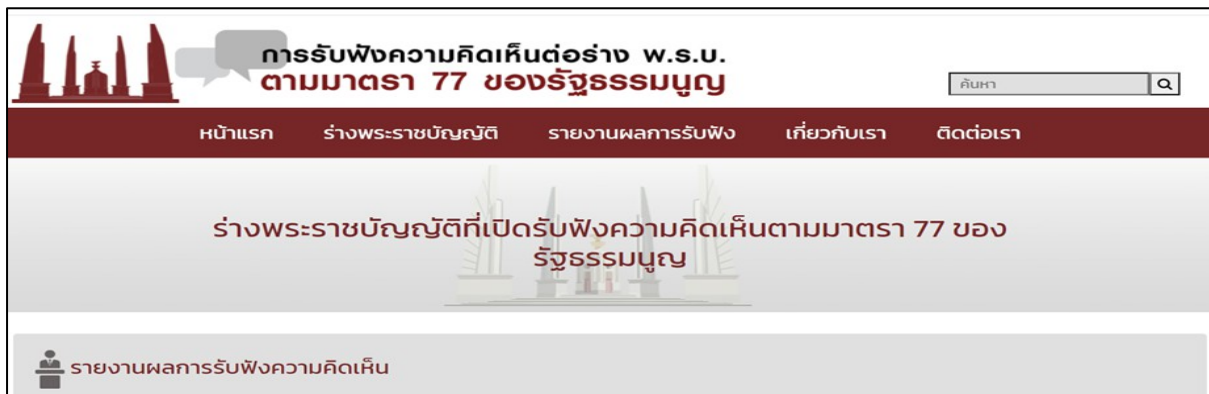 การรับฟังความคิดเห็นต่อร่าง พ.ร.บ.
ตามมาตรา 77 ของรัฐธรรมนูญ
ค้นหา
หน้าแรก ร่างพระราชบัญญัติ รายงานผลการรับฟัง เกี่ยวกับเรา ติดต่อเรา
ร่างพระราชบัญญัติที่เปิดรับฟังความคิดเห็นตามมาตรา 77 ของ
รัฐธรรมนูญ
รายงานผลการรับฟังความคิดเห็น